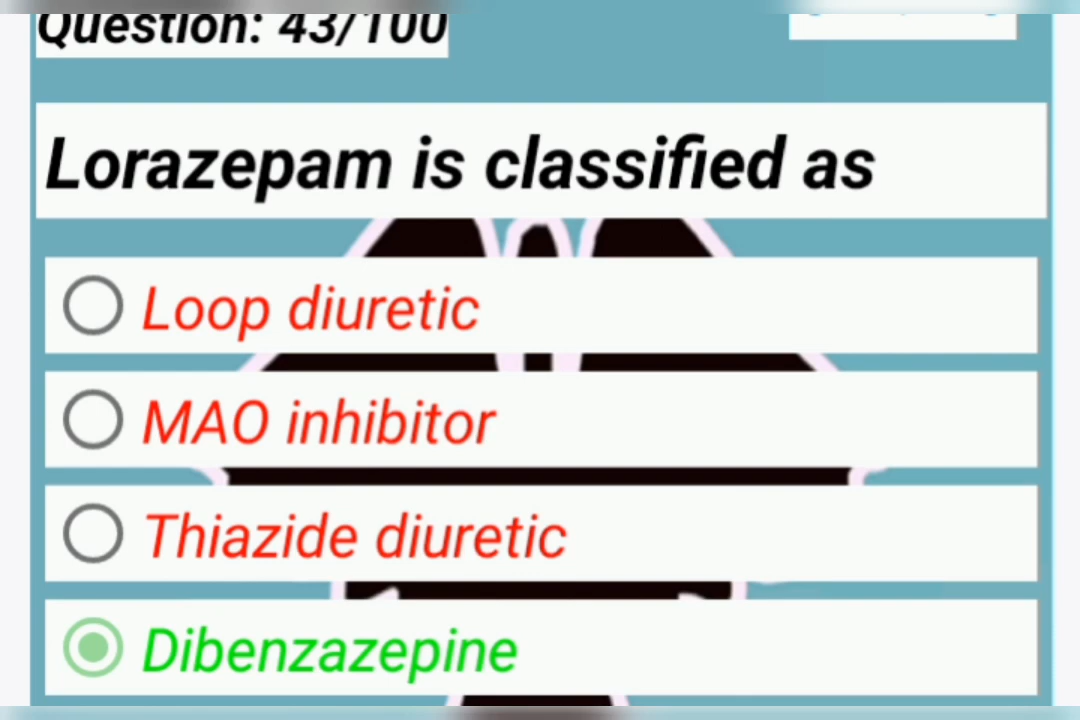 Question: 43/100
Lorazepam is classified as
Loop diuretic
MAO inhibitor
Thiazide diuretic
Dibenzazepine